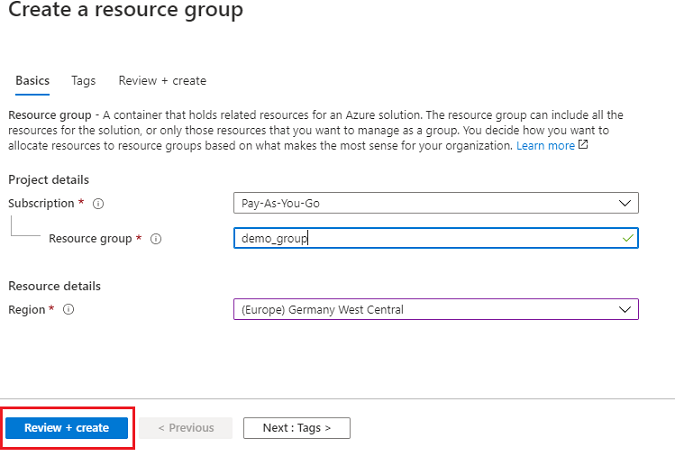 Create a resource group
Basics Tags Review + create
Resource group - A container that holds related resources for an Azure solution. The resource group can include all the
resources for the solution, or only those resources that you want to manage as a group. You decide how you want to
allocate resources to resource groups based on what makes the most sense for your organization. Learn more
Project details
Subscription * Pay-As-You-Go
Resource group * demo_group
Resource details
Region * (Europe) Germany West Central
Review + create < Previous Next : Tags >